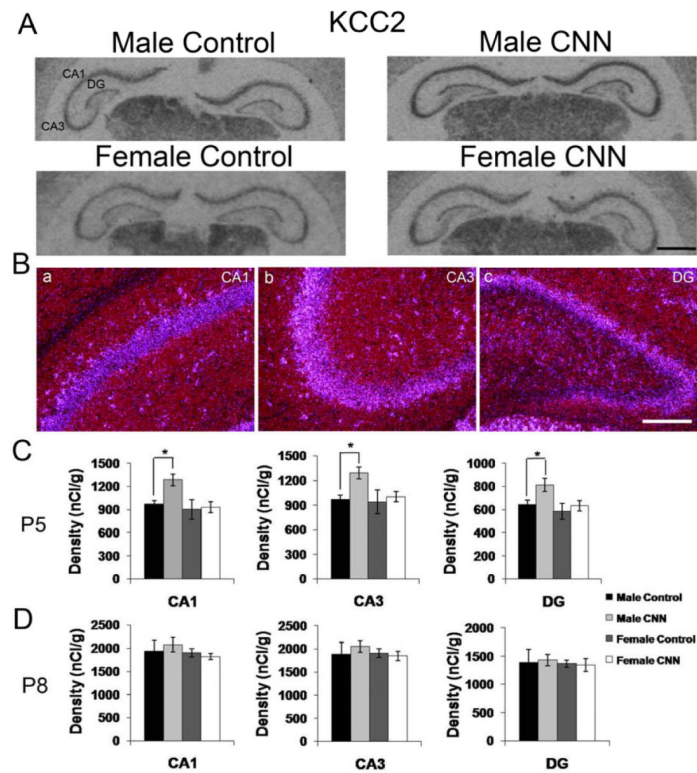 A
KCC2
Male Control
Male CNN
CA1
DG
CA3
Female Control
Female CNN
B
a
CA1
b
CA3
c
DG
C
P5
Density (nCi/g)
1500
1200
900
600
300
0
*
CA1
Density (nCi/g)
1500
1200
900
600
300
0
*
CA3
Density (nCi/g)
1000
800
600
400
200
0
*
DG
Male Control
Male CNN
Female Control
Female CNN
D
P8
Density (nCi/g)
2500
2000
1500
1000
500
0
CA1
Density (nCi/g)
2500
2000
1500
1000
500
0
CA3
Density (nCi/g)
2000
1500
1000
500
0
DG